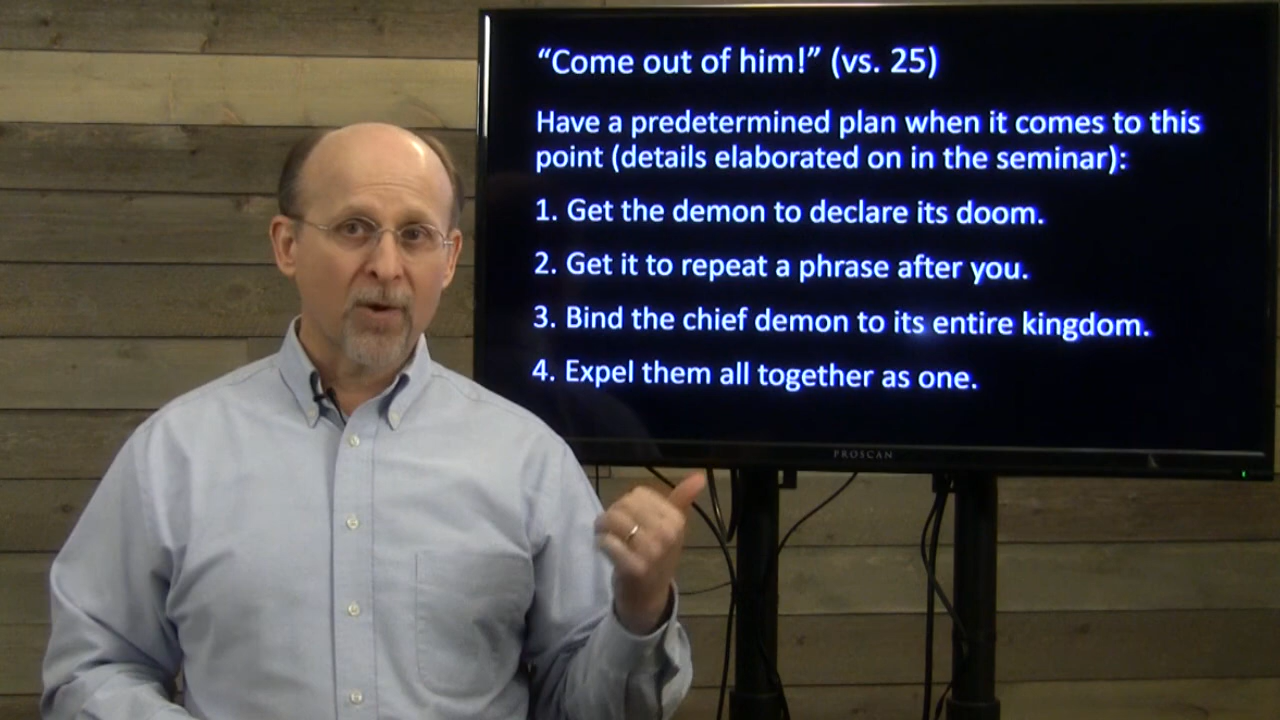 “Come out of him!” (vs. 25)
Have a predetermined plan when it comes to this
point (details elaborated on in the seminar):
1. Get the demon to declare its doom.
2. Get it to repeat a phrase after you.
3. Bind the chief demon to its entire kingdom.
4. Expel them all together as one.
PROSCAN